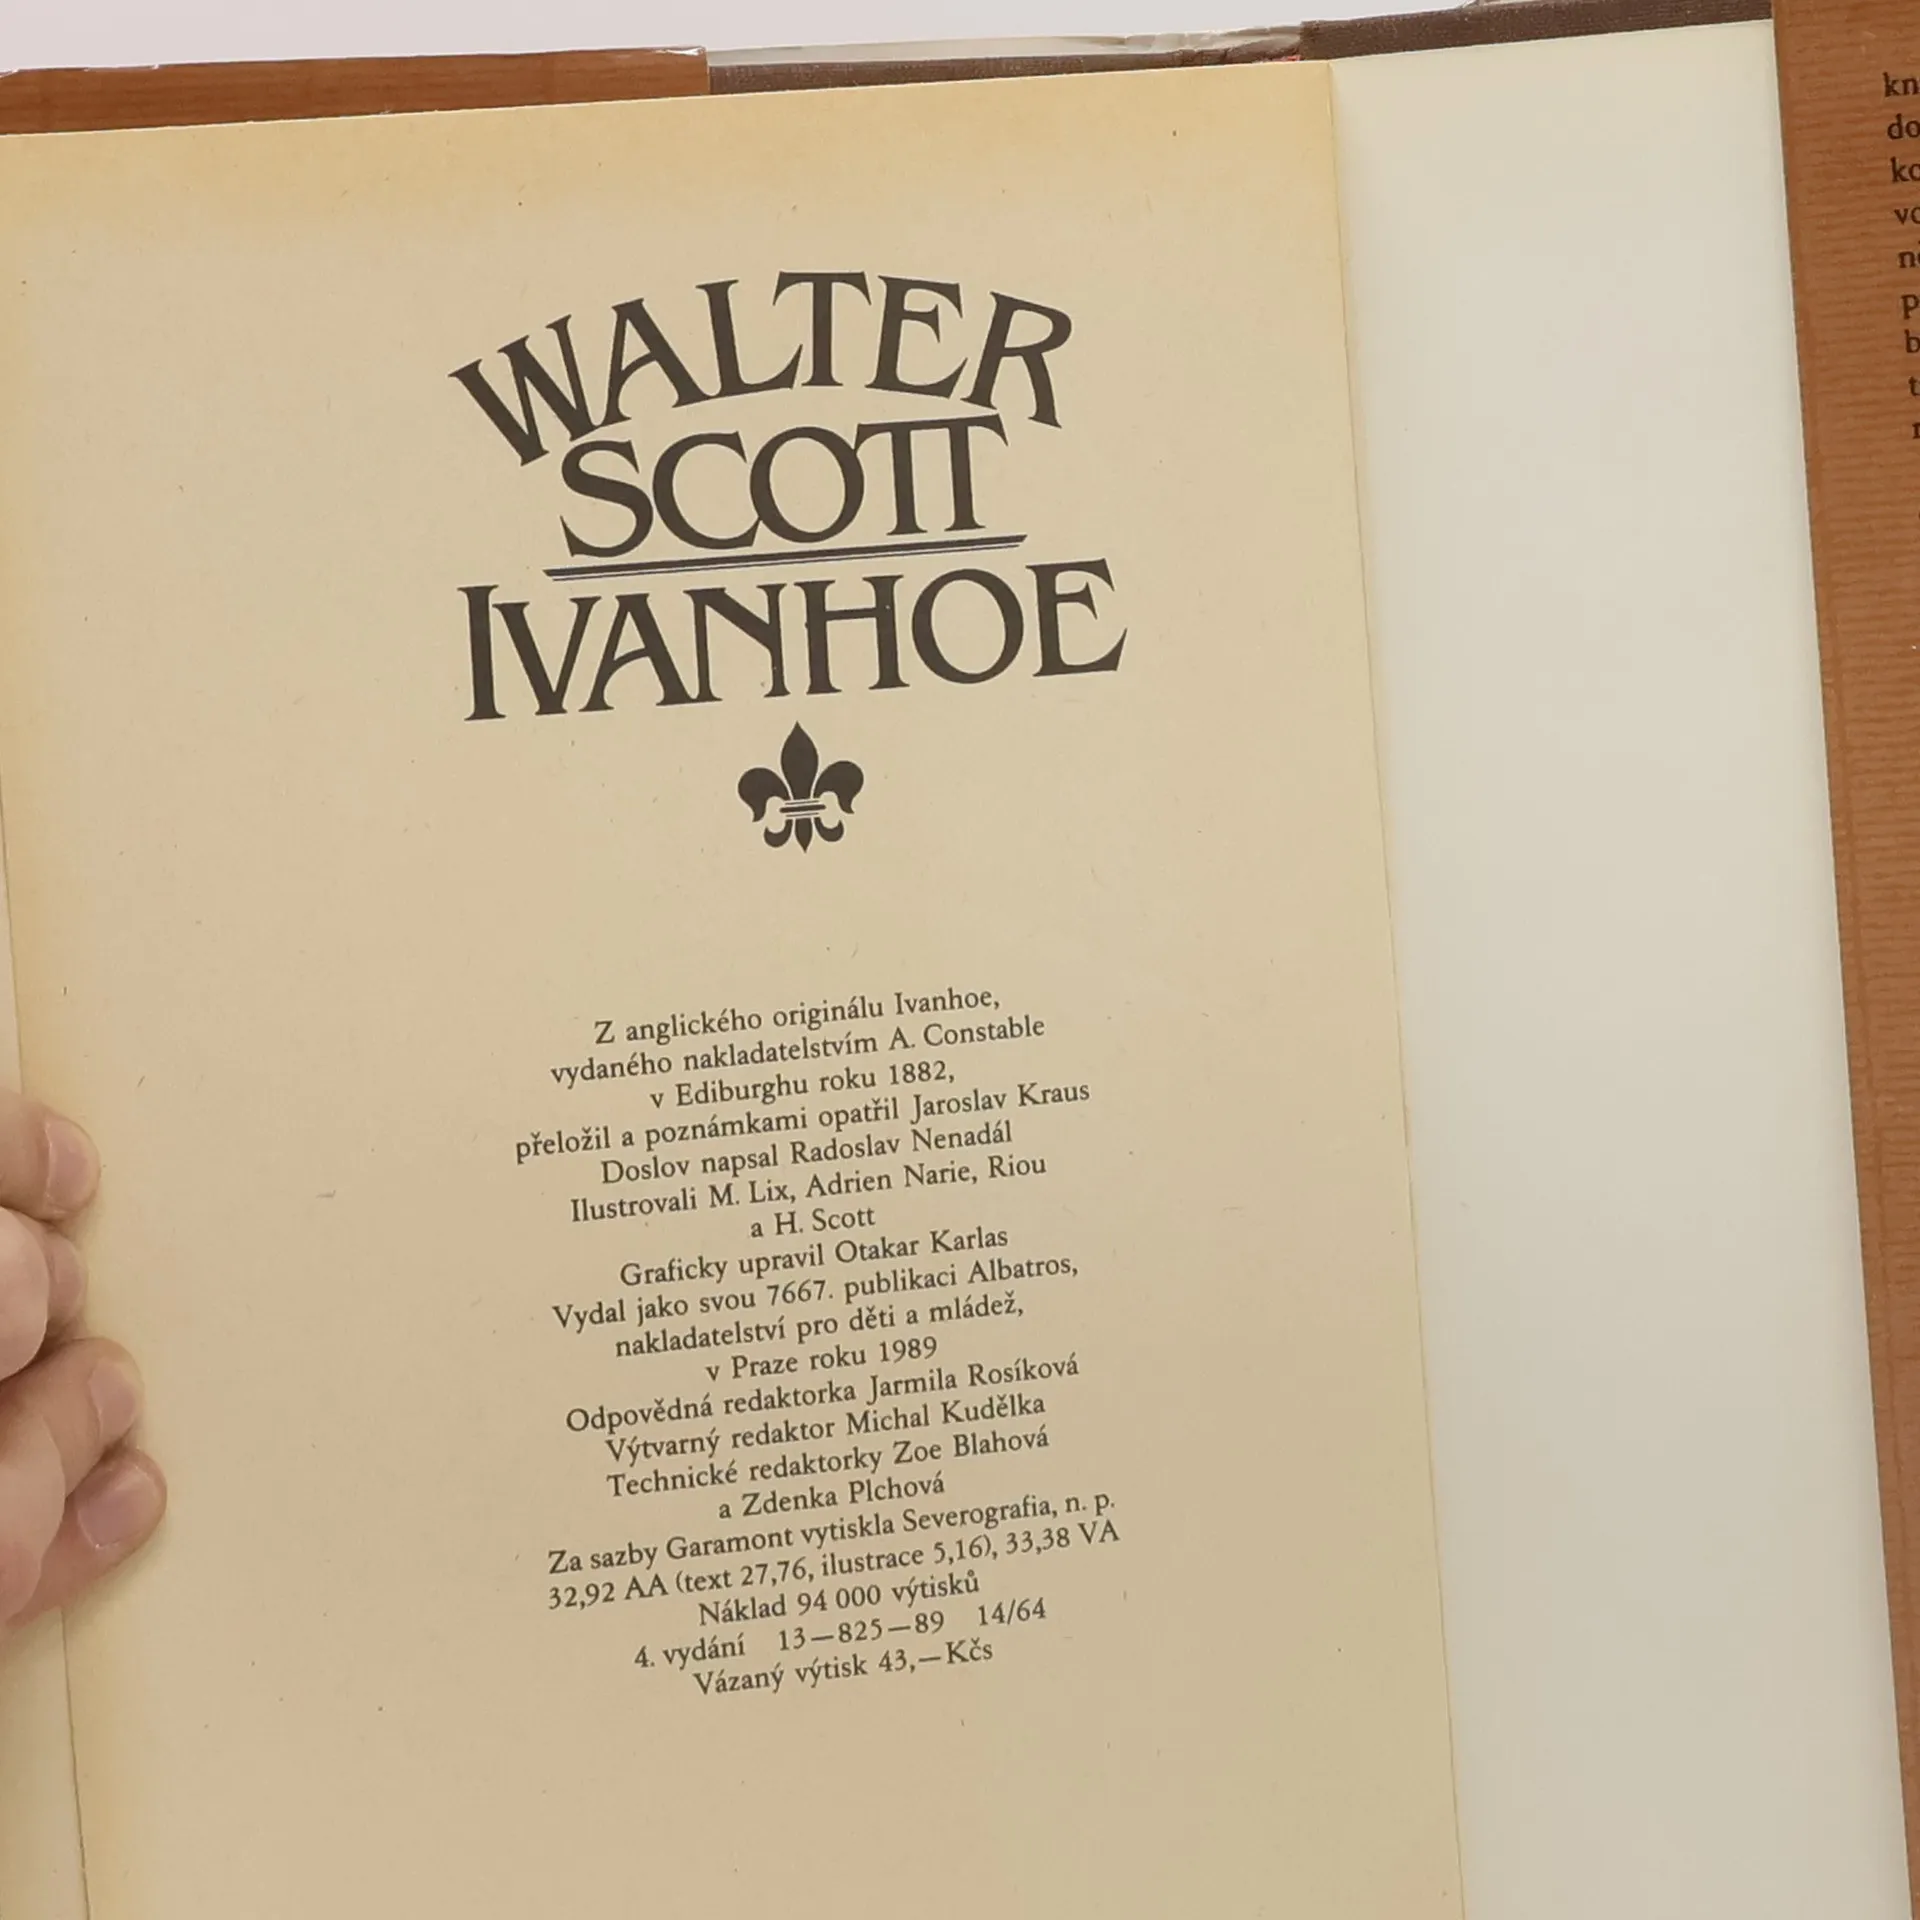 WALTER
SCOTT
IVANHOE
Z anglického originálu Ivanhoe,
vydaného nakladatelstvím A. Constable
v Ediburghu roku 1882,
přeložil a poznámkami opatřil Jaroslav Kraus
Doslov napsal Radoslav Nenadál
Ilustrovali M. Lix, Adrien Narie, Riou
a H. Scott
Graficky upravil Otakar Karlas
Vydal jako svou 7667. publikaci Albatros,
nakladatelství pro děti a mládež,
v Praze roku 1989
Odpovědná redaktorka Jarmila Rosíková
Výtvarný redaktor Michal Kudělka
Technické redaktorky Zoe Blahová
a Zdenka Plchová
Za sazby Garamont vytiskla Severografia, n. p.
32,92 AA (text 27,76, ilustrace 5,16), 33,38 VA
Náklad 94 000 výtisků
4. vydání 13—825—89 14/64
Vázaný výtisk 43,—Kčs